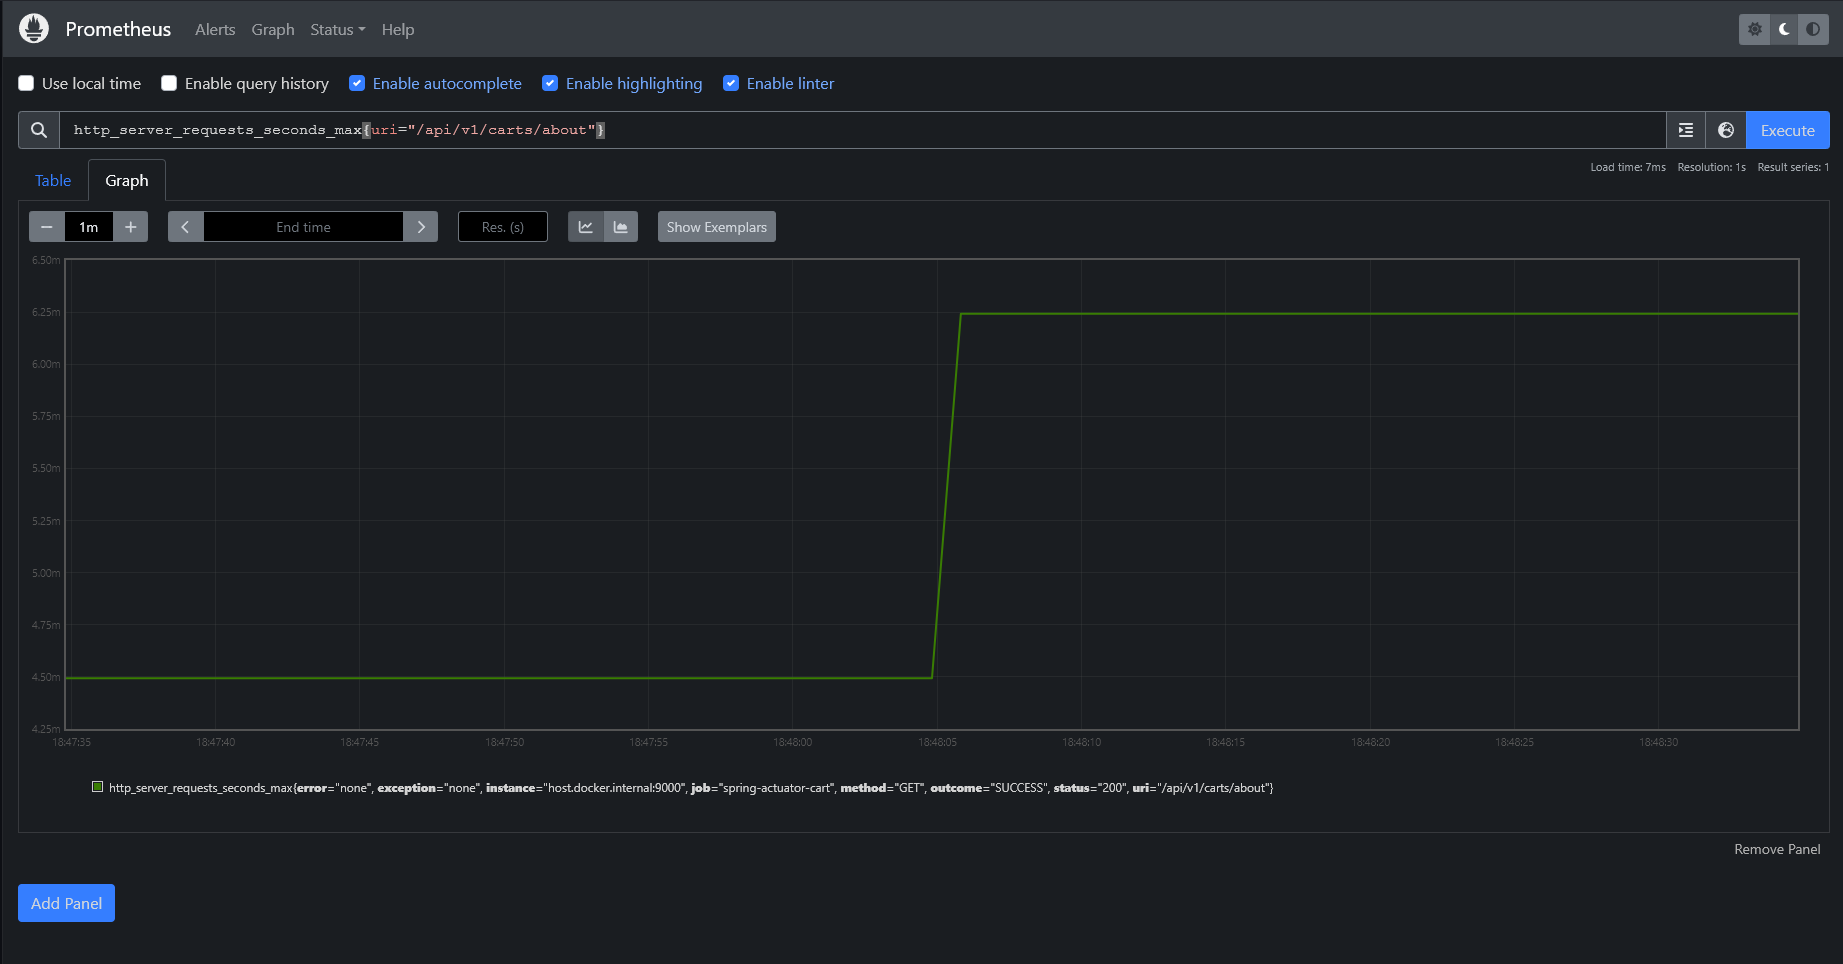 Prometheus Alerts Graph Status Help
Use local time Enable query history Enable autocomplete Enable highlighting Enable linter
http_server_requests_seconds_max{uri="/api/v1/carts/about"} Execute
Load time: 7ms Resolution: 1s Result series: 1
Table Graph
1m End time Res. (s) Show Exemplars
6.50m
6.25m
6.00m
5.75m
5.50m
5.25m
5.00m
4.75m
4.50m
4.25m
18:47:35 18:47:40 18:47:45 18:47:50 18:47:55 18:48:00 18:48:05 18:48:10 18:48:15 18:48:20 18:48:25 18:48:30
http_server_requests_seconds_max{error="none", exception="none", instance="host.docker.internal:9000", job="spring-actuator-cart", method="GET", outcome="SUCCESS", status="200", uri="/api/v1/carts/about"}
Remove Panel
Add Panel